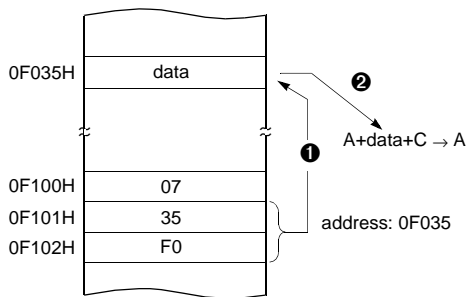 0F035H data
❷
A+data+C → A
❶
0F100H 07
0F101H 35
address: 0F035
0F102H F0